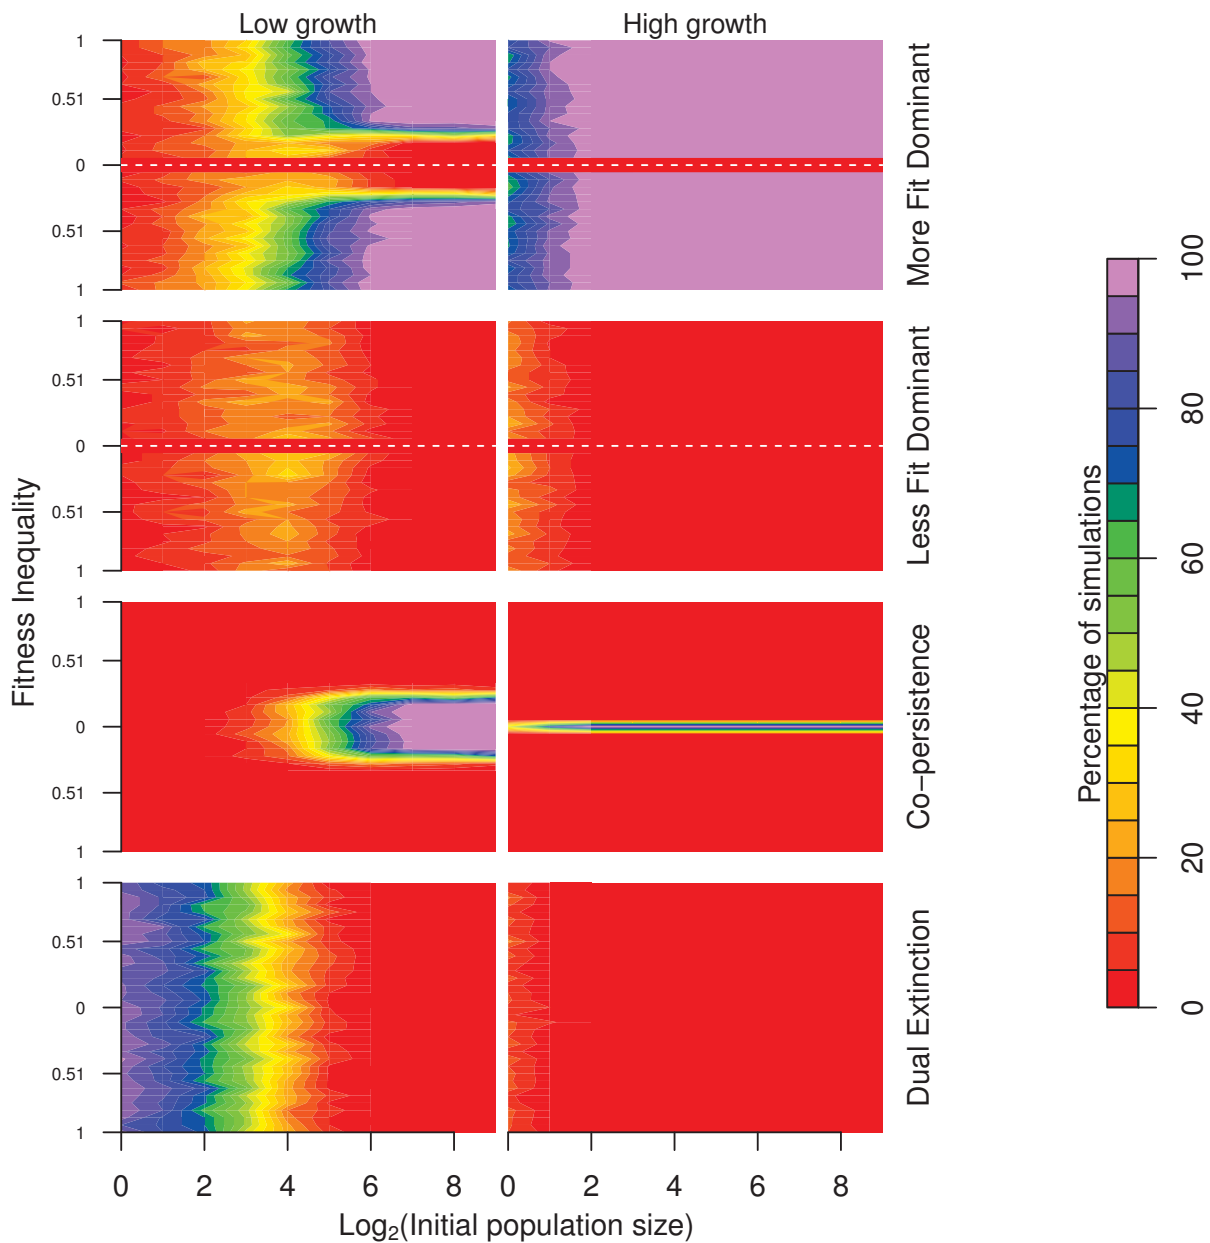 Low growth
High growth
1
0.51
0
0.51
1
More Fit Dominant
1
0.51
0
0.51
1
Less Fit Dominant
1
0.51
0
0.51
1
Co-persistence
1
0.51
0
0.51
1
Dual Extinction
Fitness Inequality
0 2 4 6 8
0 2 4 6 8
Log₂(Initial population size)
Percentage of simulations
0 20 40 60 80 100